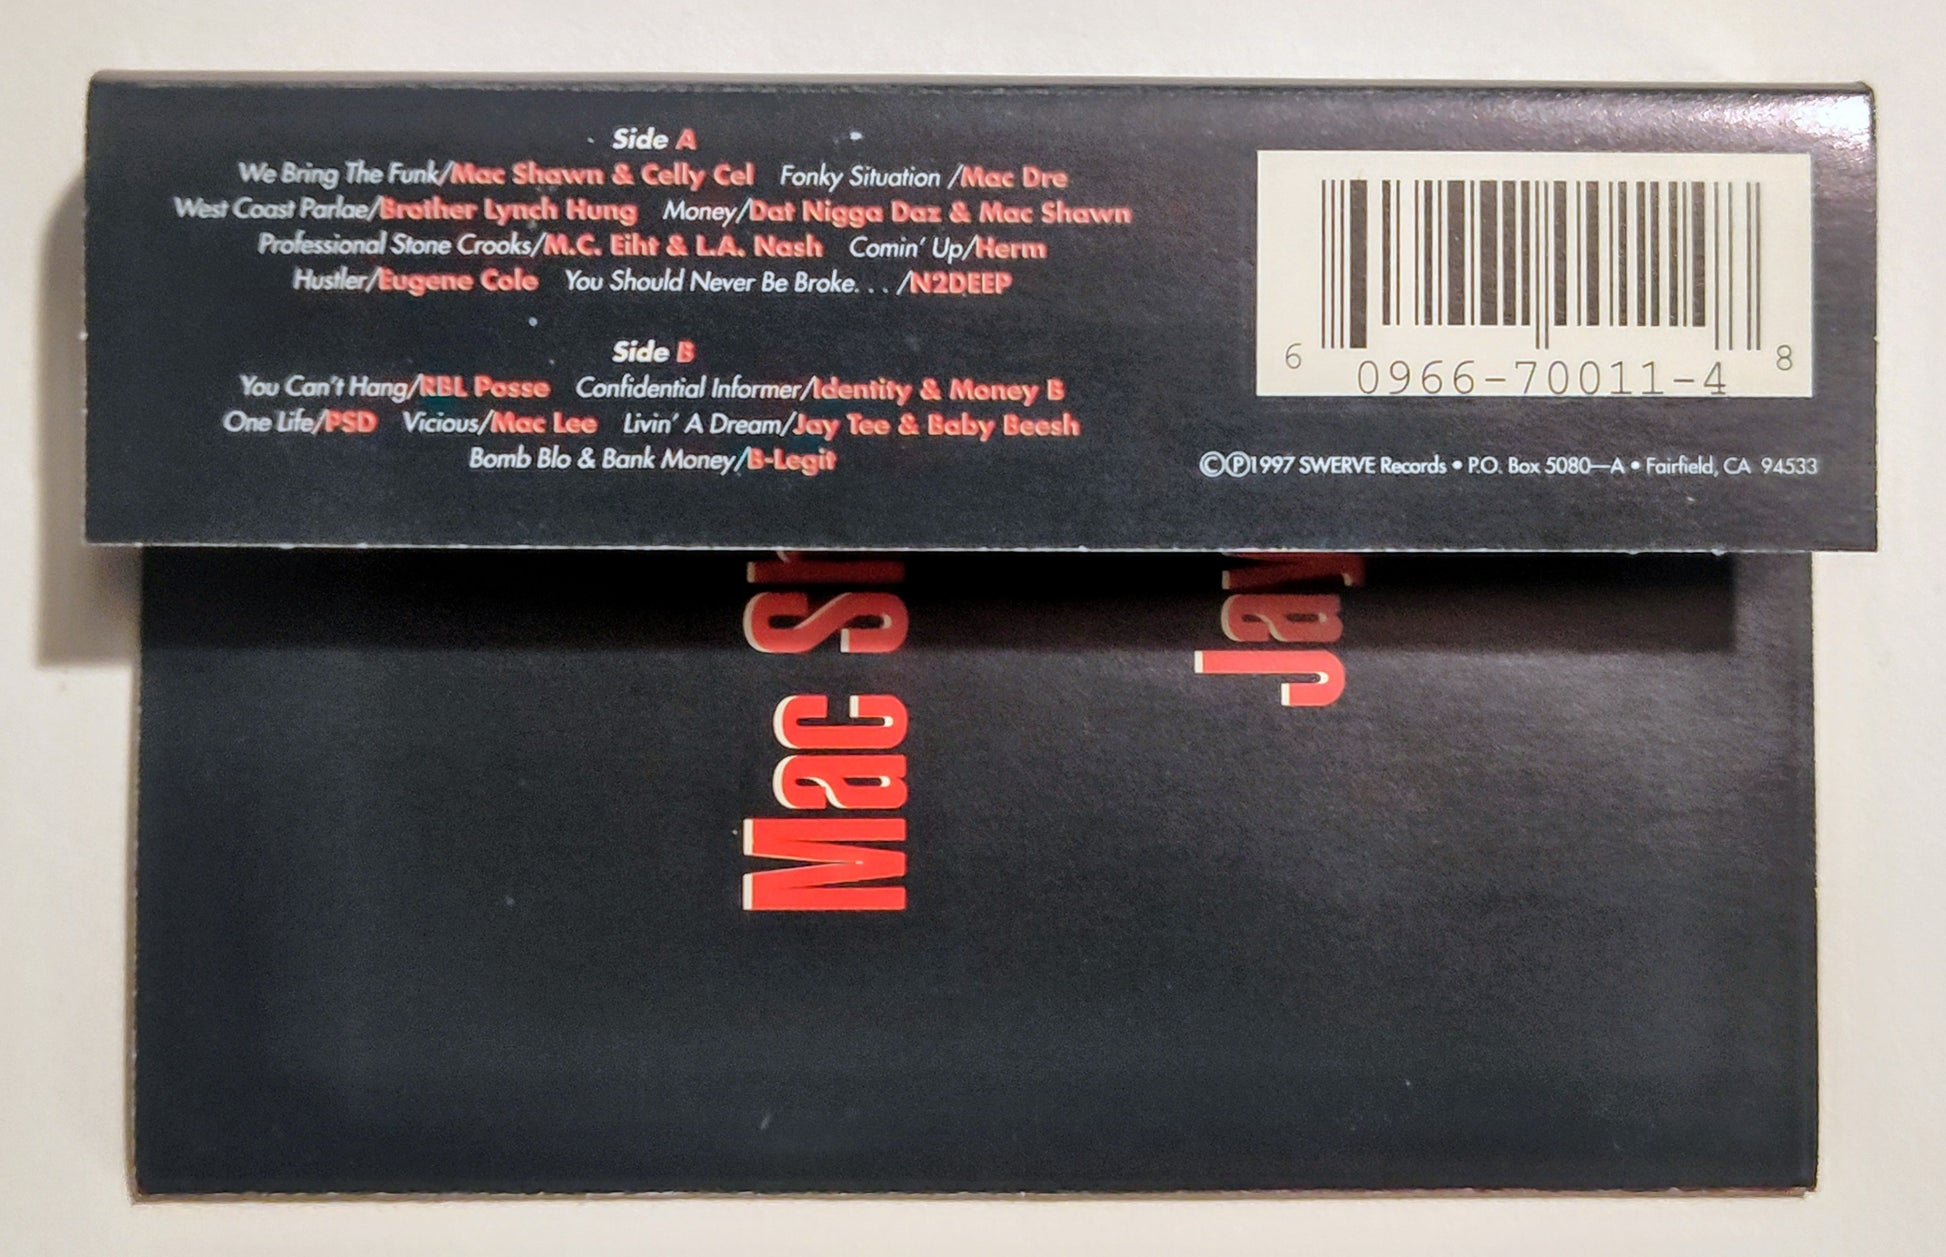 Side A
We Bring The Funk/Mac Shawn & Celly Cel Fonky Situation /Mac Dre
West Coast Parlae/Brother Lynch Hung Money/Dat Nigga Daz & Mac Shawn
Professional Stone Crooks/M.C. Eiht & L.A. Nash Comin' Up/Herm
Hustler/Eugene Cole You Should Never Be Broke. . . /N2DEEP
Side B
You Can't Hang/RBL Posse Confidential Informer/Identity & Money B
One Life/PSD Vicious/Mac Lee Livin' A Dream/Jay Tee & Baby Beesh
Bomb Blo & Bank Money/B-Legit
6 0966-70011-4 8
©℗1997 SWERVE Records • P.O. Box 5080—A • Fairfield, CA 94533
Mac
Jay